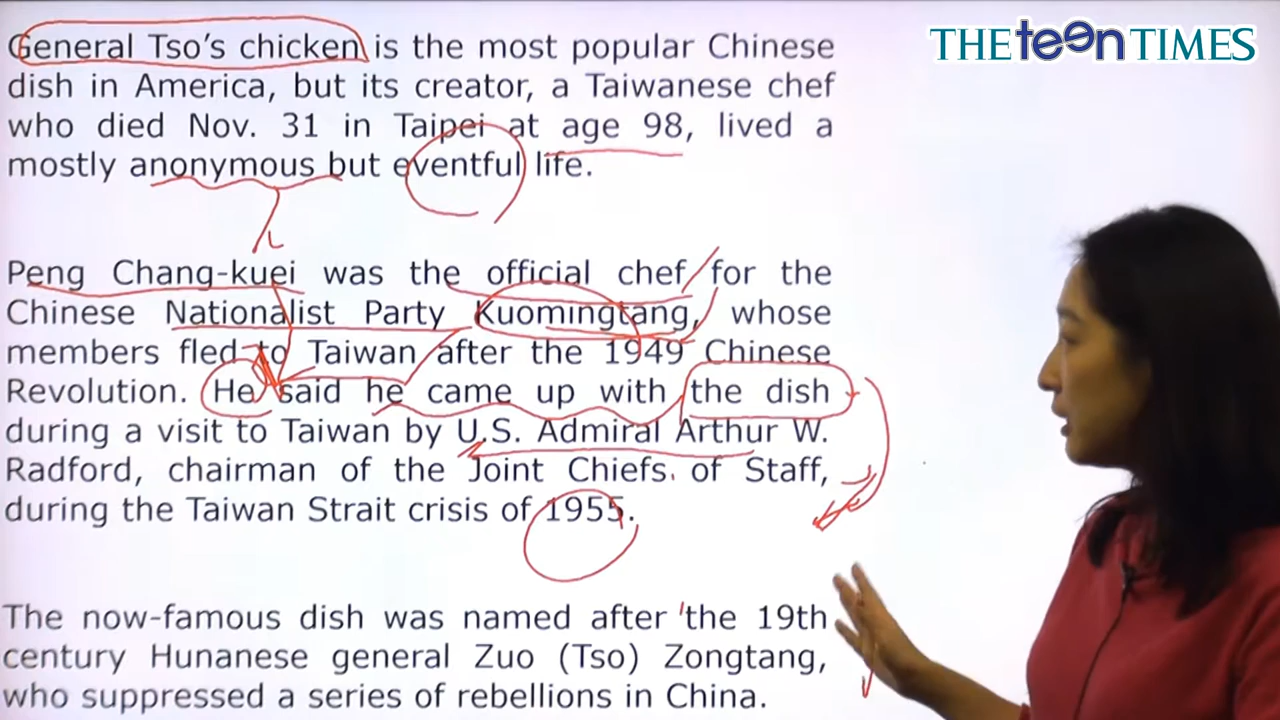 THE teen TIMES
General Tso's chicken is the most popular Chinese
dish in America, but its creator, a Taiwanese chef
who died Nov. 31 in Taipei at age 98, lived a
mostly anonymous but eventful life.
Peng Chang-kuei was the official chef for the
Chinese Nationalist Party Kuomingtang, whose
members fled to Taiwan after the 1949 Chinese
Revolution. He said he came up with the dish
during a visit to Taiwan by U.S. Admiral Arthur W.
Radford, chairman of the Joint Chiefs of Staff,
during the Taiwan Strait crisis of 1955.
The now-famous dish was named after the 19th
century Hunanese general Zuo (Tso) Zongtang,
who suppressed a series of rebellions in China.